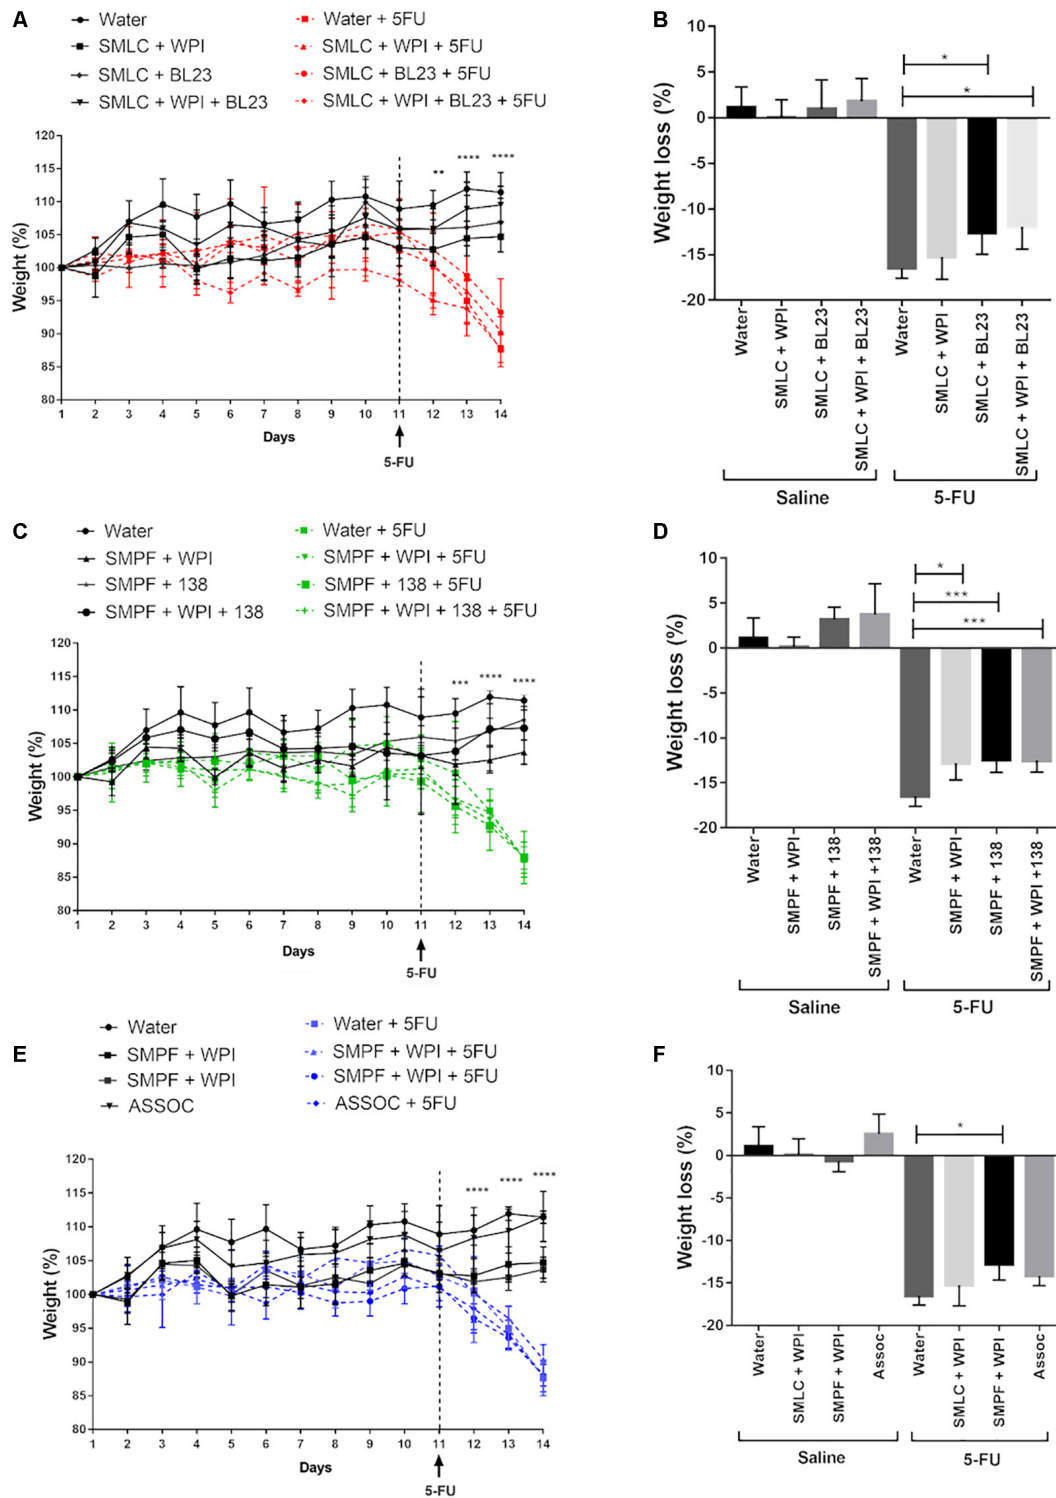 A
Water
SMLC + WPI
SMLC + BL23
SMLC + WPI + BL23
Water + 5FU
SMLC + WPI + 5FU
SMLC + BL23 + 5FU
SMLC + WPI + BL23 + 5FU
120
115
110
105
100
95
90
85
80
Weight (%)
** **** ****
1 2 3 4 5 6 7 8 9 10 11 12 13 14
Days
5-FU
B
10
5
0
-5
-10
-15
-20
Weight loss (%)
*
*
Water
SMLC + WPI
SMLC + BL23
SMLC + WPI + BL23
Water
SMLC + WPI
SMLC + BL23
SMLC + WPI + BL23
Saline
5-FU
C
Water
SMPF + WPI
SMPF + 138
SMPF + WPI + 138
Water + 5FU
SMPF + WPI + 5FU
SMPF + 138 + 5FU
SMPF + WPI + 138 + 5FU
120
115
110
105
100
95
90
85
80
Weight (%)
*** **** ****
1 2 3 4 5 6 7 8 9 10 11 12 13 14
Days
5-FU
D
10
5
0
-5
-10
-15
-20
Weight loss (%)
*
***
***
Water
SMPF + WPI
SMPF + 138
SMPF + WPI +138
Water
SMPF + WPI
SMPF + 138
SMPF + WPI +138
Saline
5-FU
E
Water
SMPF + WPI
SMPF + WPI
ASSOC
Water + 5FU
SMPF + WPI + 5FU
SMPF + WPI + 5FU
ASSOC + 5FU
120
115
110
105
100
95
90
85
80
Weight (%)
**** **** ****
1 2 3 4 5 6 7 8 9 10 11 12 13 14
Days
5-FU
F
10
5
0
-5
-10
-15
-20
Weight loss (%)
*
Water
SMLC + WPI
SMPF + WPI
Assoc
Water
SMLC + WPI
SMPF + WPI
Assoc
Saline
5-FU